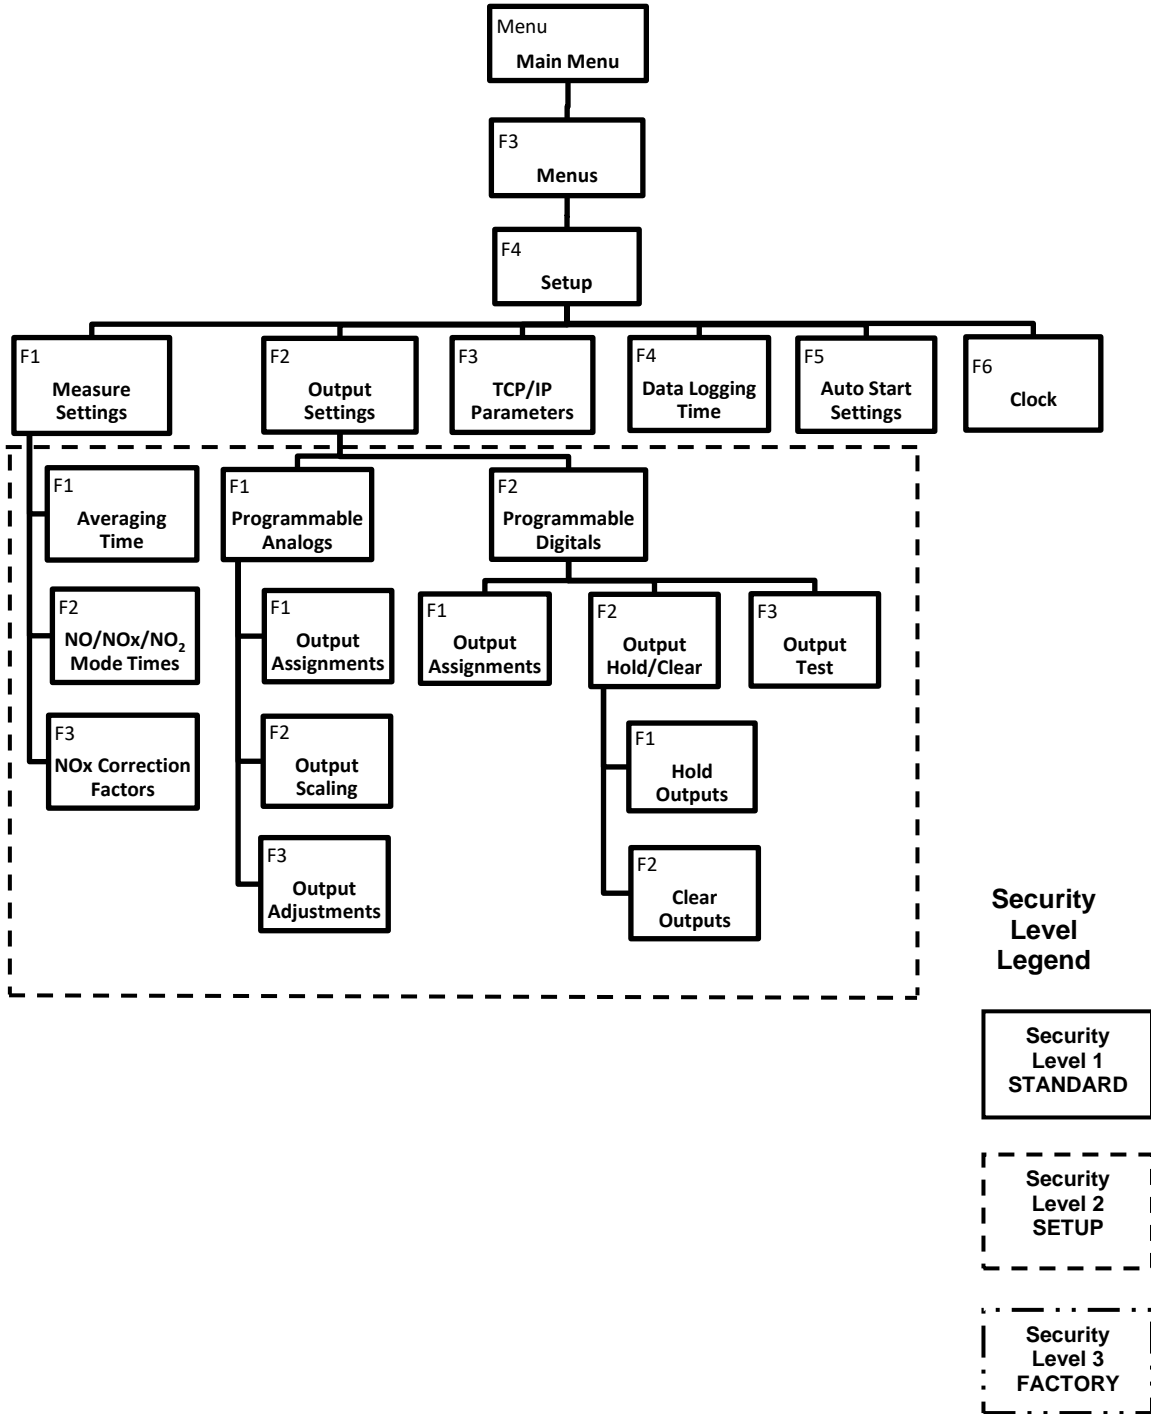 Menu
Main Menu
F3
Menus
F4
Setup
F1
Measure
Settings
F2
Output
Settings
F3
TCP/IP
Parameters
F4
Data Logging
Time
F5
Auto Start
Settings
F6
Clock
F1
Averaging
Time
F2
NO/NOx/NO₂
Mode Times
F3
NOx Correction
Factors
F1
Programmable
Analogs
F1
Output
Assignments
F2
Output
Scaling
F3
Output
Adjustments
F2
Programmable
Digitals
F1
Output
Assignments
F2
Output
Hold/Clear
F3
Output
Test
F1
Hold
Outputs
F2
Clear
Outputs
Security
Level
Legend
Security
Level 1
STANDARD
Security
Level 2
SETUP
Security
Level 3
FACTORY